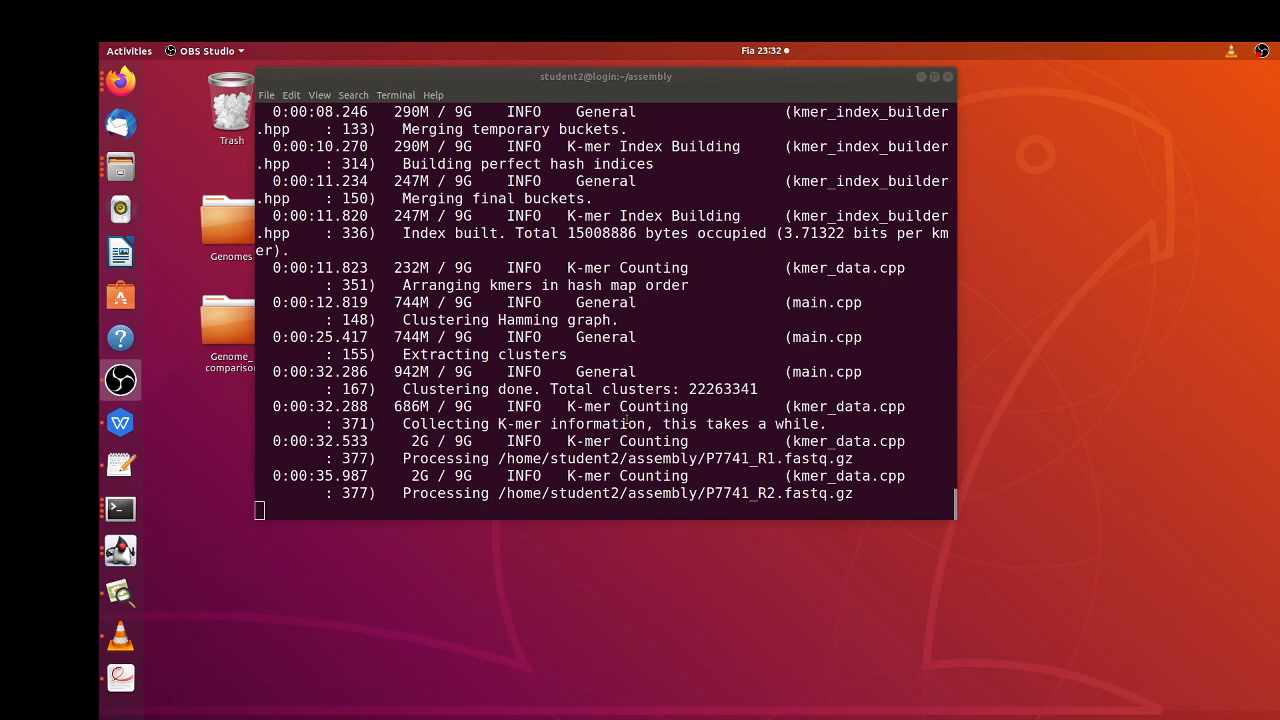 Activities OBS Studio Fia 23:32
student2@login:~/assembly
File Edit View Search Terminal Help
0:00:08.246 290M / 9G INFO General (kmer_index_builder
.hpp : 133) Merging temporary buckets.
0:00:10.270 290M / 9G INFO K-mer Index Building (kmer_index_builder
.hpp : 314) Building perfect hash indices
0:00:11.234 247M / 9G INFO General (kmer_index_builder
.hpp : 150) Merging final buckets.
0:00:11.820 247M / 9G INFO K-mer Index Building (kmer_index_builder
.hpp : 336) Index built. Total 15008886 bytes occupied (3.71322 bits per km
er).
0:00:11.823 232M / 9G INFO K-mer Counting (kmer_data.cpp
: 351) Arranging kmers in hash map order
0:00:12.819 744M / 9G INFO General (main.cpp
: 148) Clustering Hamming graph.
0:00:25.417 744M / 9G INFO General (main.cpp
: 155) Extracting clusters
0:00:32.286 942M / 9G INFO General (main.cpp
: 167) Clustering done. Total clusters: 22263341
0:00:32.288 686M / 9G INFO K-mer Counting (kmer_data.cpp
: 371) Collecting K-mer information, this takes a while.
0:00:32.533 2G / 9G INFO K-mer Counting (kmer_data.cpp
: 377) Processing /home/student2/assembly/P7741_R1.fastq.gz
0:00:35.987 2G / 9G INFO K-mer Counting (kmer_data.cpp
: 377) Processing /home/student2/assembly/P7741_R2.fastq.gz
Trash
Genomes
Genome_
comparison